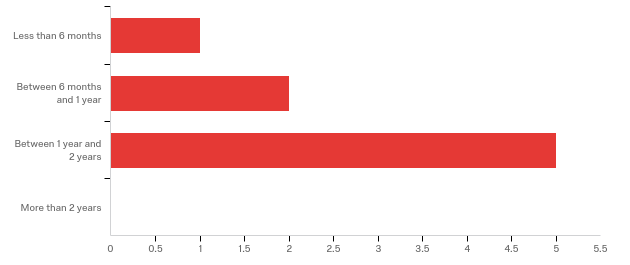 Less than 6 months
Between 6 months
and 1 year
Between 1 year and
2 years
More than 2 years
0 0.5 1 1.5 2 2.5 3 3.5 4 4.5 5 5.5